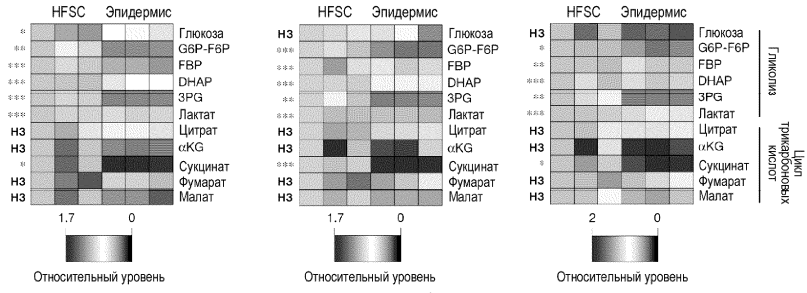 HFSC Эпидермис
* Глюкоза
** G6P-F6P
*** FBP
*** DHAP
*** 3PG
*** Лактат
НЗ Цитрат
НЗ αKG
* Сукцинат
НЗ Фумарат
НЗ Малат
1.7 0
Относительный уровень
HFSC Эпидермис
НЗ Глюкоза
*** G6P-F6P
** FBP
*** DHAP
** 3PG
*** Лактат
НЗ Цитрат
НЗ αKG
*** Сукцинат
НЗ Фумарат
НЗ Малат
1.7 0
Относительный уровень
HFSC Эпидермис
НЗ Глюкоза
* G6P-F6P
** FBP
*** DHAP
** 3PG
*** Лактат
НЗ Цитрат
НЗ αKG
* Сукцинат
НЗ Фумарат
НЗ Малат
2 0
Относительный уровень
Гликолиз
Цикл
трикарбоновых
кислот